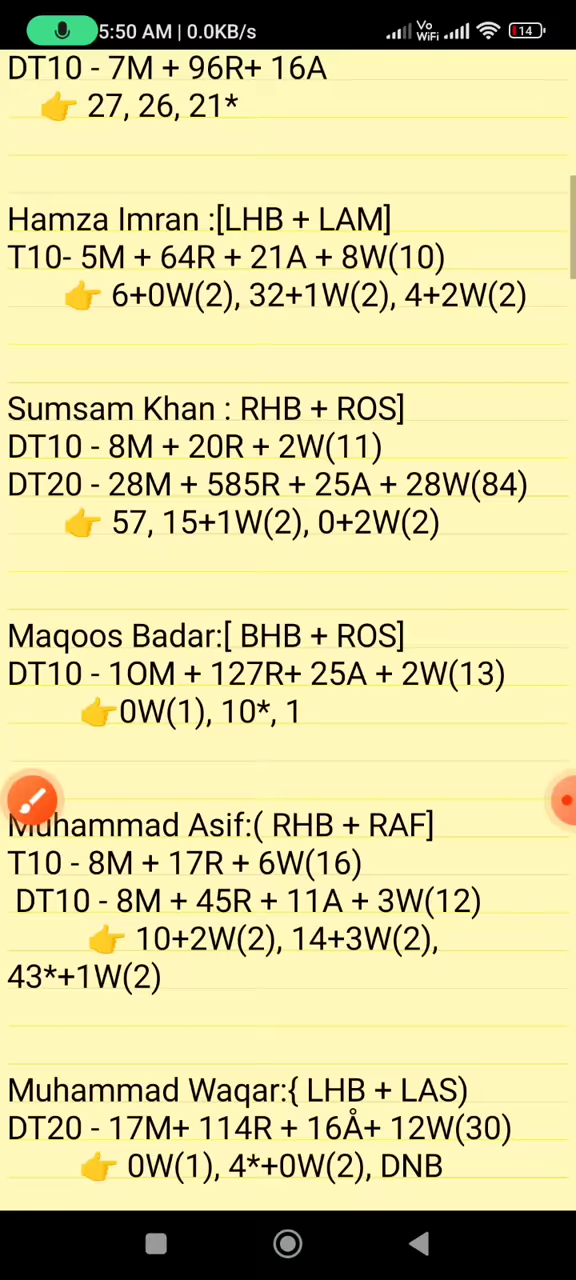 5:50 AM | 0.0KB/s Vo WiFi 14
DT10 - 7M + 96R+ 16A
👉 27, 26, 21*
Hamza Imran :[LHB + LAM]
T10- 5M + 64R + 21A + 8W(10)
👉 6+0W(2), 32+1W(2), 4+2W(2)
Sumsam Khan : RHB + ROS]
DT10 - 8M + 20R + 2W(11)
DT20 - 28M + 585R + 25A + 28W(84)
👉 57, 15+1W(2), 0+2W(2)
Maqoos Badar:[ BHB + ROS]
DT10 - 1OM + 127R+ 25A + 2W(13)
👉0W(1), 10*, 1
Muhammad Asif:( RHB + RAF]
T10 - 8M + 17R + 6W(16)
DT10 - 8M + 45R + 11A + 3W(12)
👉 10+2W(2), 14+3W(2),
43*+1W(2)
Muhammad Waqar:{ LHB + LAS)
DT20 - 17M+ 114R + 16Å+ 12W(30)
👉 0W(1), 4*+0W(2), DNB